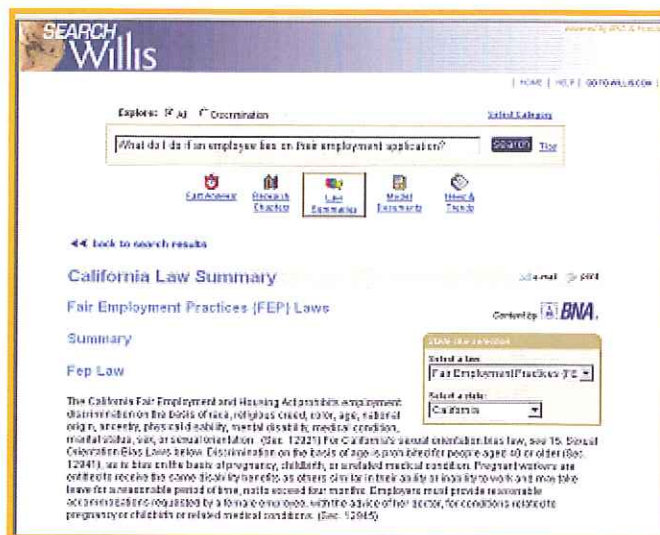 SEARCH
Willis
| HOME | HELP | GO TO WILLIS.COM |
Explore: All Discrimination
Select Category
What do I do if an employee lies on their employment application?
search Tips
Fast Answers Research Chapters Law Summaries Model Documents News & Trends
back to search results
California Law Summary
e-mail print
Fair Employment Practices (FEP) Laws
Content by BNA.
Summary
Select a law:
Fep Law
Fair Employment Practices (FE
Select a state:
California
The California Fair Employment and Housing Act prohibits employment
discrimination on the basis of race, religious creed, color, age, national
origin, ancestry, physical disability, mental disability, medical condition,
marital status, sex, or sexual orientation. (Sec. 12921) For California's sexual orientation bias law, see 15. Sexual
Orientation Bias Laws below. Discrimination on the basis of age is prohibited for people aged 40 or older (Sec.
12941), as is bias on the basis of pregnancy, childbirth, or a related medical condition. Pregnant workers are
entitled to receive the same disability benefits as others similar in their ability or inability to work and may take
leave for a reasonable period of time, not to exceed four months. Employers must provide reasonable
accommodations requested by a female employee, with the advice of her doctor, for conditions related to
pregnancy or childbirth or related medical conditions. (Sec. 12945)